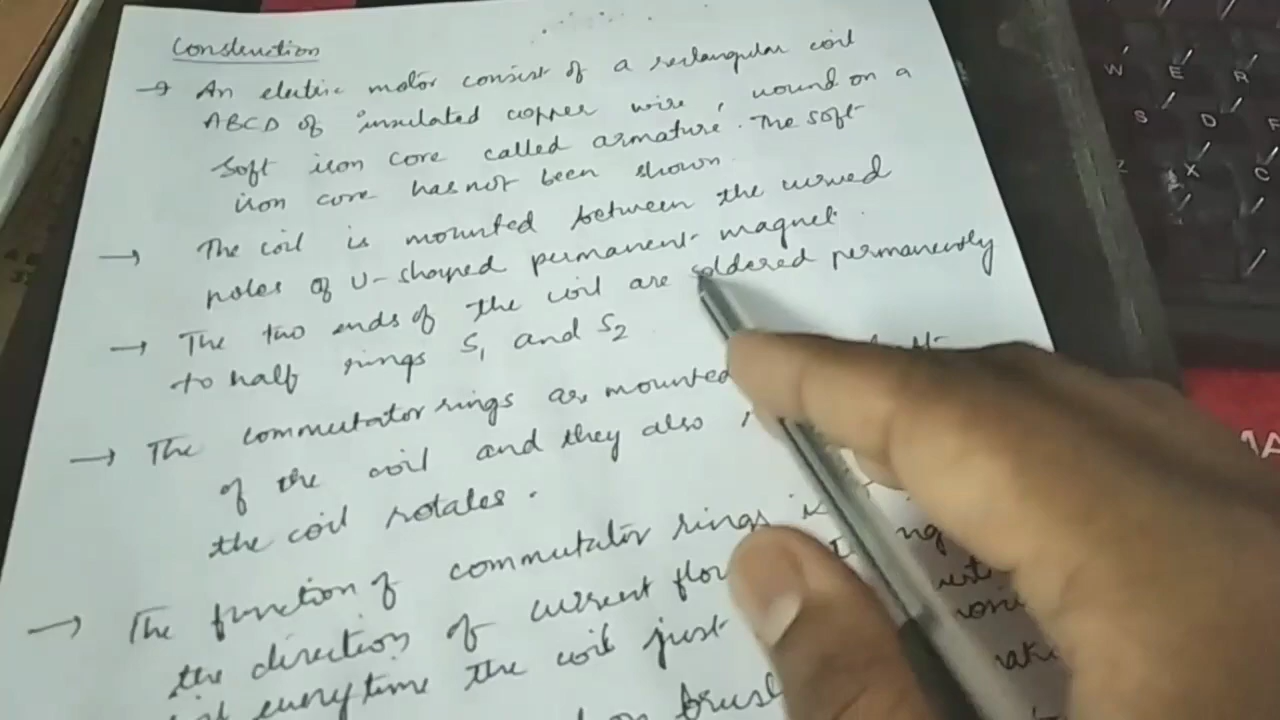 Construction
→ An electric motor consist of a rectangular coil
ABCD of insulated copper wire, wound on a
soft iron core called armature. The soft
iron core has not been shown.
→ The coil is mounted between the curved
poles of U-shaped permanent magnet.
→ The two ends of the coil are soldered permanently
to half rings S1 and S2
→ The commutator rings are mounted
of the coil and they also
the coil rotates.
→ The function of commutator rings is
the direction of current flow
everytime the coil just
W E R
S D F
X C